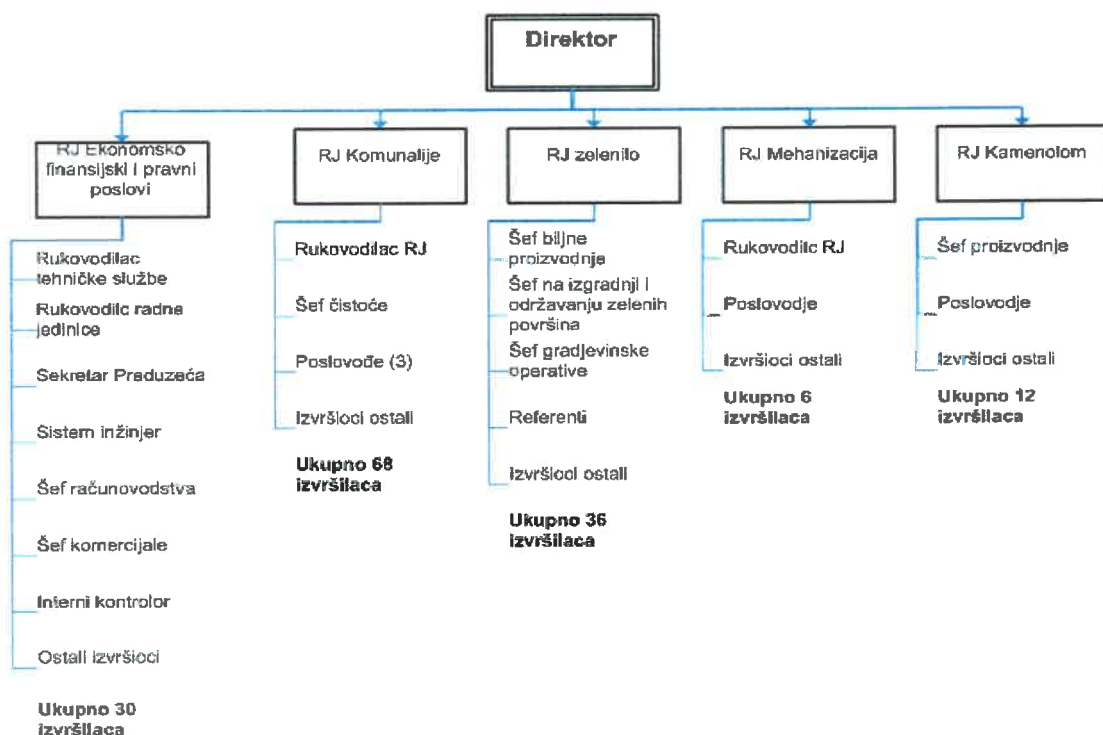 Direktor
RJ Ekonomsko
finansijski i pravni
poslovi
Rukovodilac
tehničke službe
Rukovodilc radne
jedinice
Sekretar Preduzeća
Sistem inžinjer
Šef računovodstva
Šef komercijale
Interni kontrolor
Ostali izvršioci
Ukupno 30
izvršilaca
RJ Komunalije
Rukovodilac RJ
Šef čistoće
Poslovođe (3)
Izvršioci ostali
Ukupno 68
izvršilaca
RJ zelenilo
Šef biljne
proizvodnje
Šef na izgradnji i
održavanju zelenih
površina
Šef gradjevinske
operative
Referenti
Izvršioci ostali
Ukupno 36
izvršilaca
RJ Mehanizacija
Rukovodilc RJ
Poslovodje
Izvršioci ostali
Ukupno 6
izvršilaca
RJ Kamenolom
Šef proizvodnje
Poslovodje
Izvršioci ostali
Ukupno 12
izvršilaca